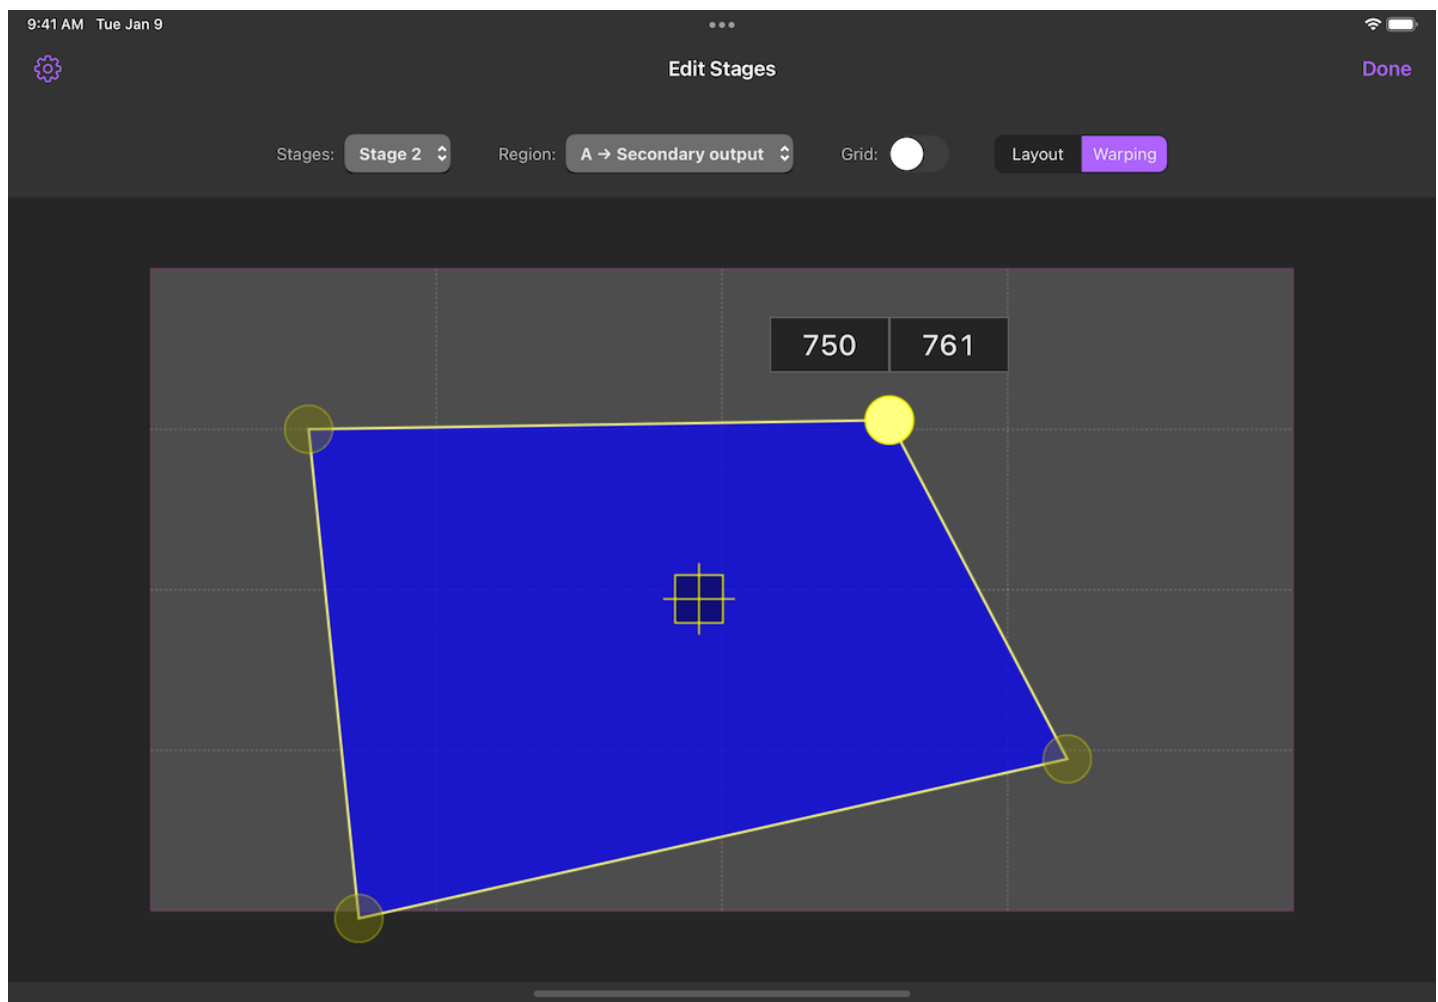 9:41 AM Tue Jan 9
Edit Stages
Done
Stages: Stage 2 Region: A → Secondary output Grid: Layout Warping
750 761